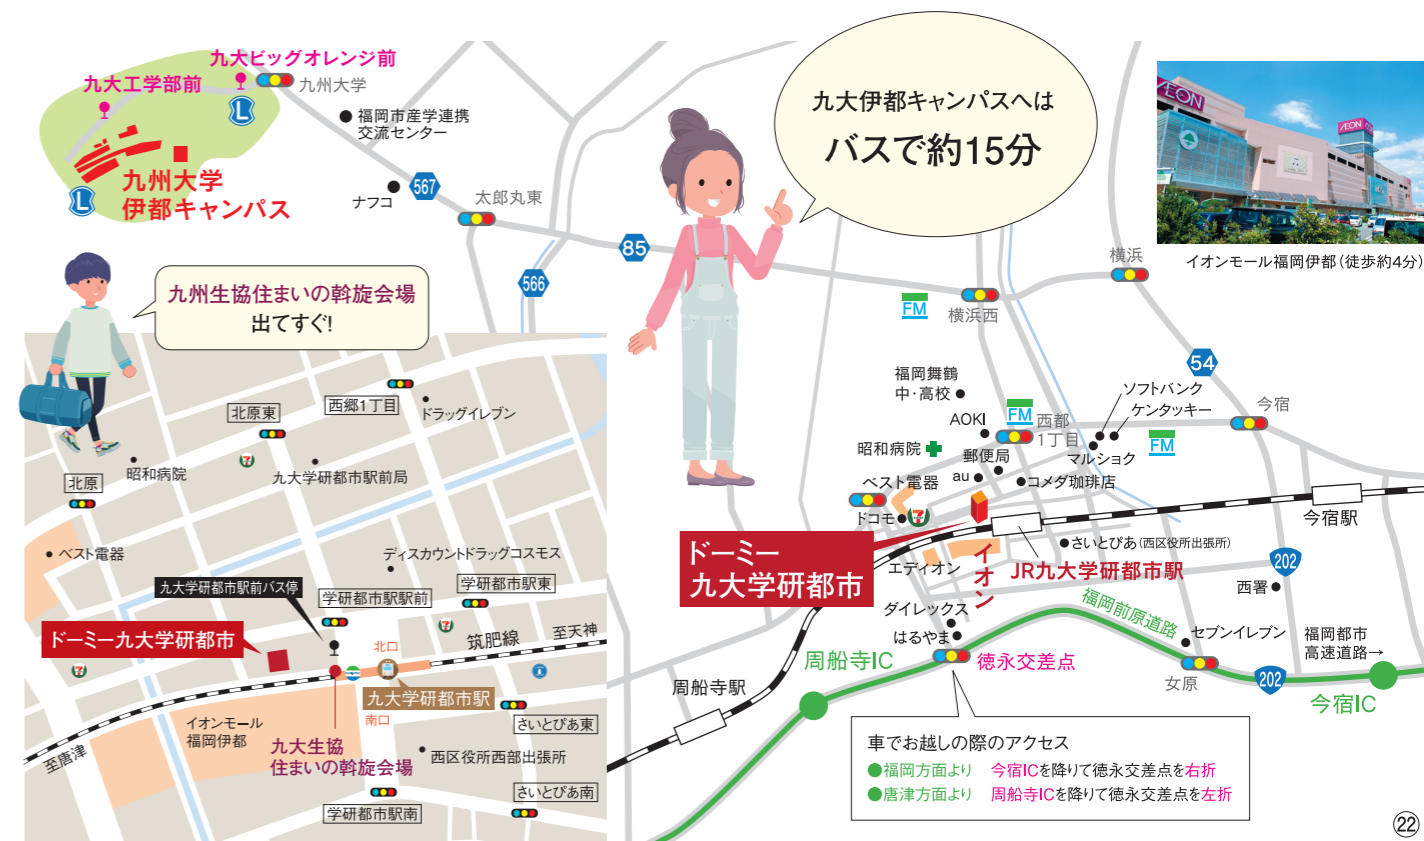 九大ビッグオレンジ前
九大工学部前
九州大学
福岡市産学連携
交流センター
九州大学
伊都キャンパス
L
L
ナフコ
567
太郎丸東
85
566
九大伊都キャンパスへは
バスで約15分
ÆON
ÆON
イオンモール福岡伊都(徒歩約4分)
横浜
横浜西
FM
54
九州生協住まいの斡旋会場
出てすぐ!
福岡舞鶴
中・高校
AOKI
FM
西都
1丁目
ソフトバンク
ケンタッキー
今宿
FM
マルショク
昭和病院
郵便局
ベスト電器
au
コメダ珈琲店
ドコモ
7
今宿駅
さいとぴあ(西区役所出張所)
JR九大学研都市駅
イオン
エディオン
ドーミー
九大学研都市
202
西署
ダイレックス
はるやま
福岡前原道路
セブンイレブン
福岡都市
高速道路→
周船寺IC
徳永交差点
女原
202
今宿IC
周船寺駅
車でお越しの際のアクセス
●福岡方面より 今宿ICを降りて徳永交差点を右折
●唐津方面より 周船寺ICを降りて徳永交差点を左折
西郷1丁目
ドラッグイレブン
北原東
7
昭和病院
九大学研都市駅前局
北原
ベスト電器
ディスカウントドラッグコスモス
九大学研都市駅前バス停
学研都市駅駅前
学研都市駅東
7
ドーミー九大学研都市
7
北口
筑肥線
至天神
九大学研都市駅
南口
イオンモール
福岡伊都
九大生協
住まいの斡旋会場
至唐津
さいとぴあ東
西区役所西部出張所
さいとぴあ南
学研都市駅南
22